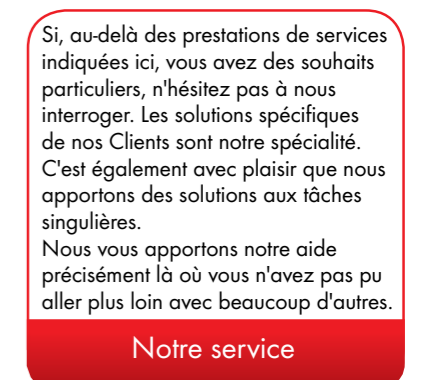 Si, au-delà des prestations de services
indiquées ici, vous avez des souhaits
particuliers, n'hésitez pas à nous
interroger. Les solutions spécifiques
de nos Clients sont notre spécialité.
C'est également avec plaisir que nous
apportons des solutions aux tâches
singulières.
Nous vous apportons notre aide
précisément là où vous n'avez pas pu
aller plus loin avec beaucoup d'autres.
Notre service